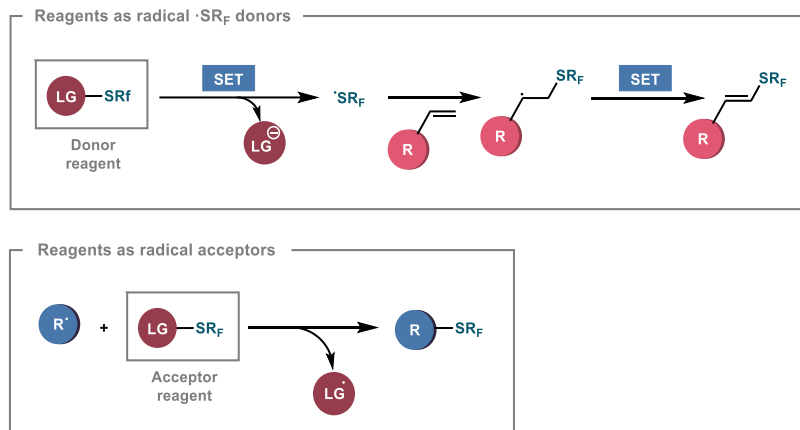 Reagents as radical ·SRF donors
LG SRf
Donor
reagent
SET
LG⊖
·SRF
R
R
·
SRF
SET
R
SRF
Reagents as radical acceptors
R·
+
LG SRF
Acceptor
reagent
LG·
R SRF